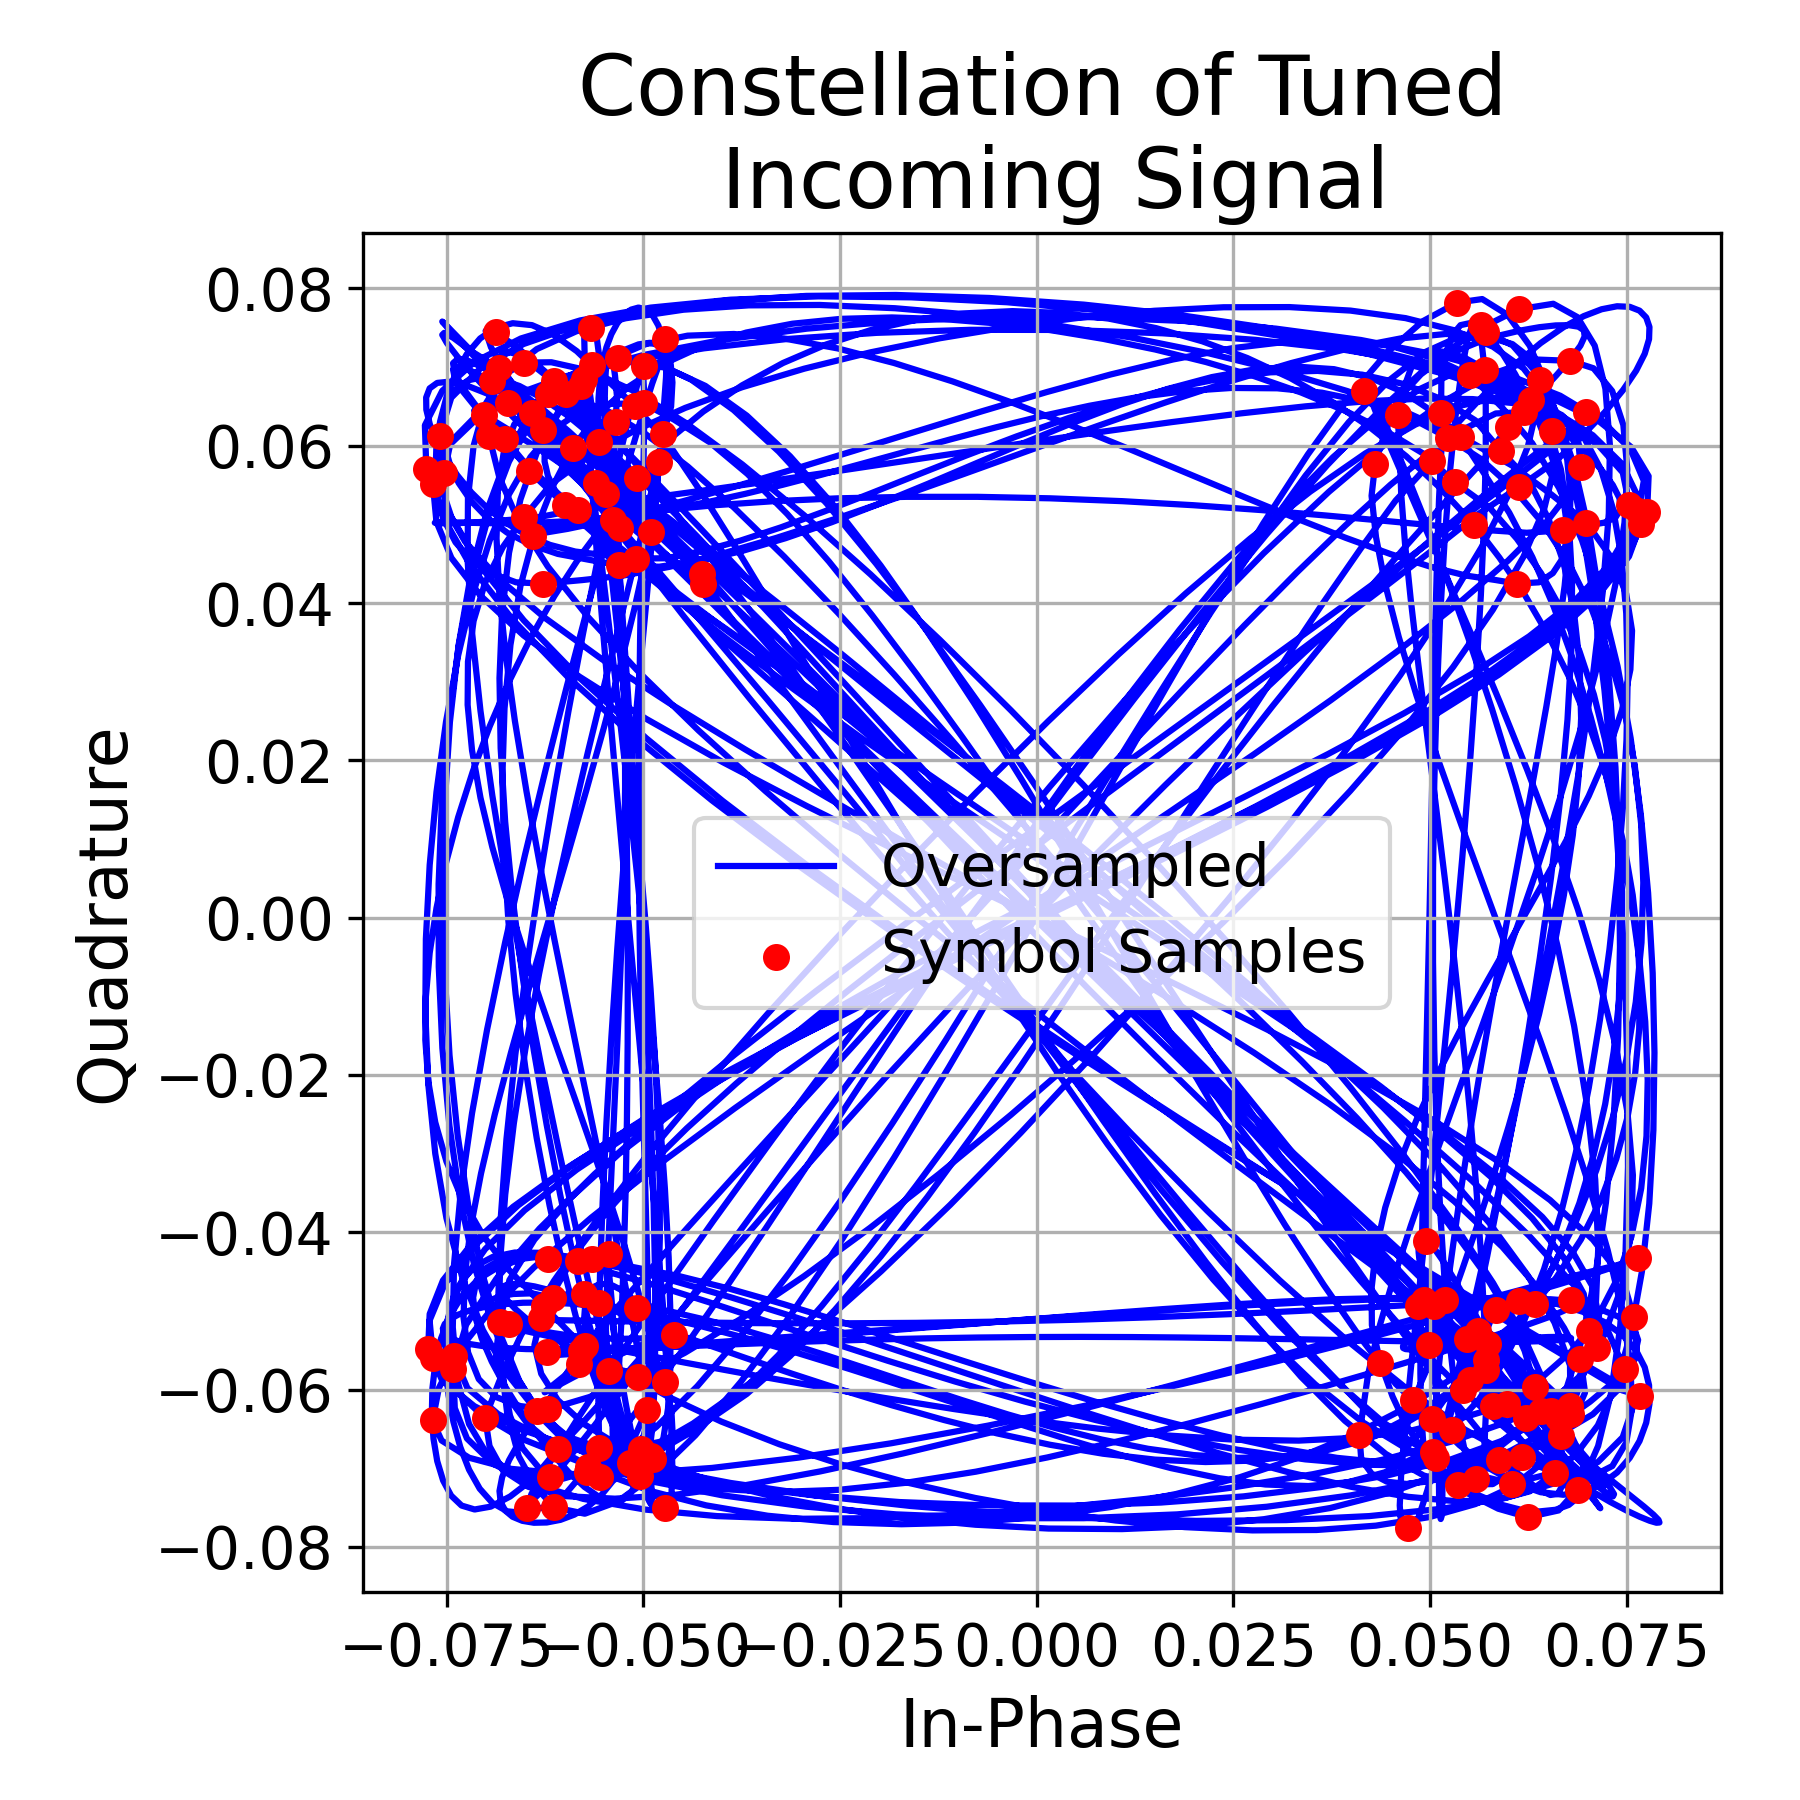 Constellation of Tuned
Incoming Signal
0.08
0.06
0.04
0.02
0.00
−0.02
−0.04
−0.06
−0.08
Quadrature
Oversampled
Symbol Samples
−0.075 −0.050 −0.025 0.000 0.025 0.050 0.075
In-Phase